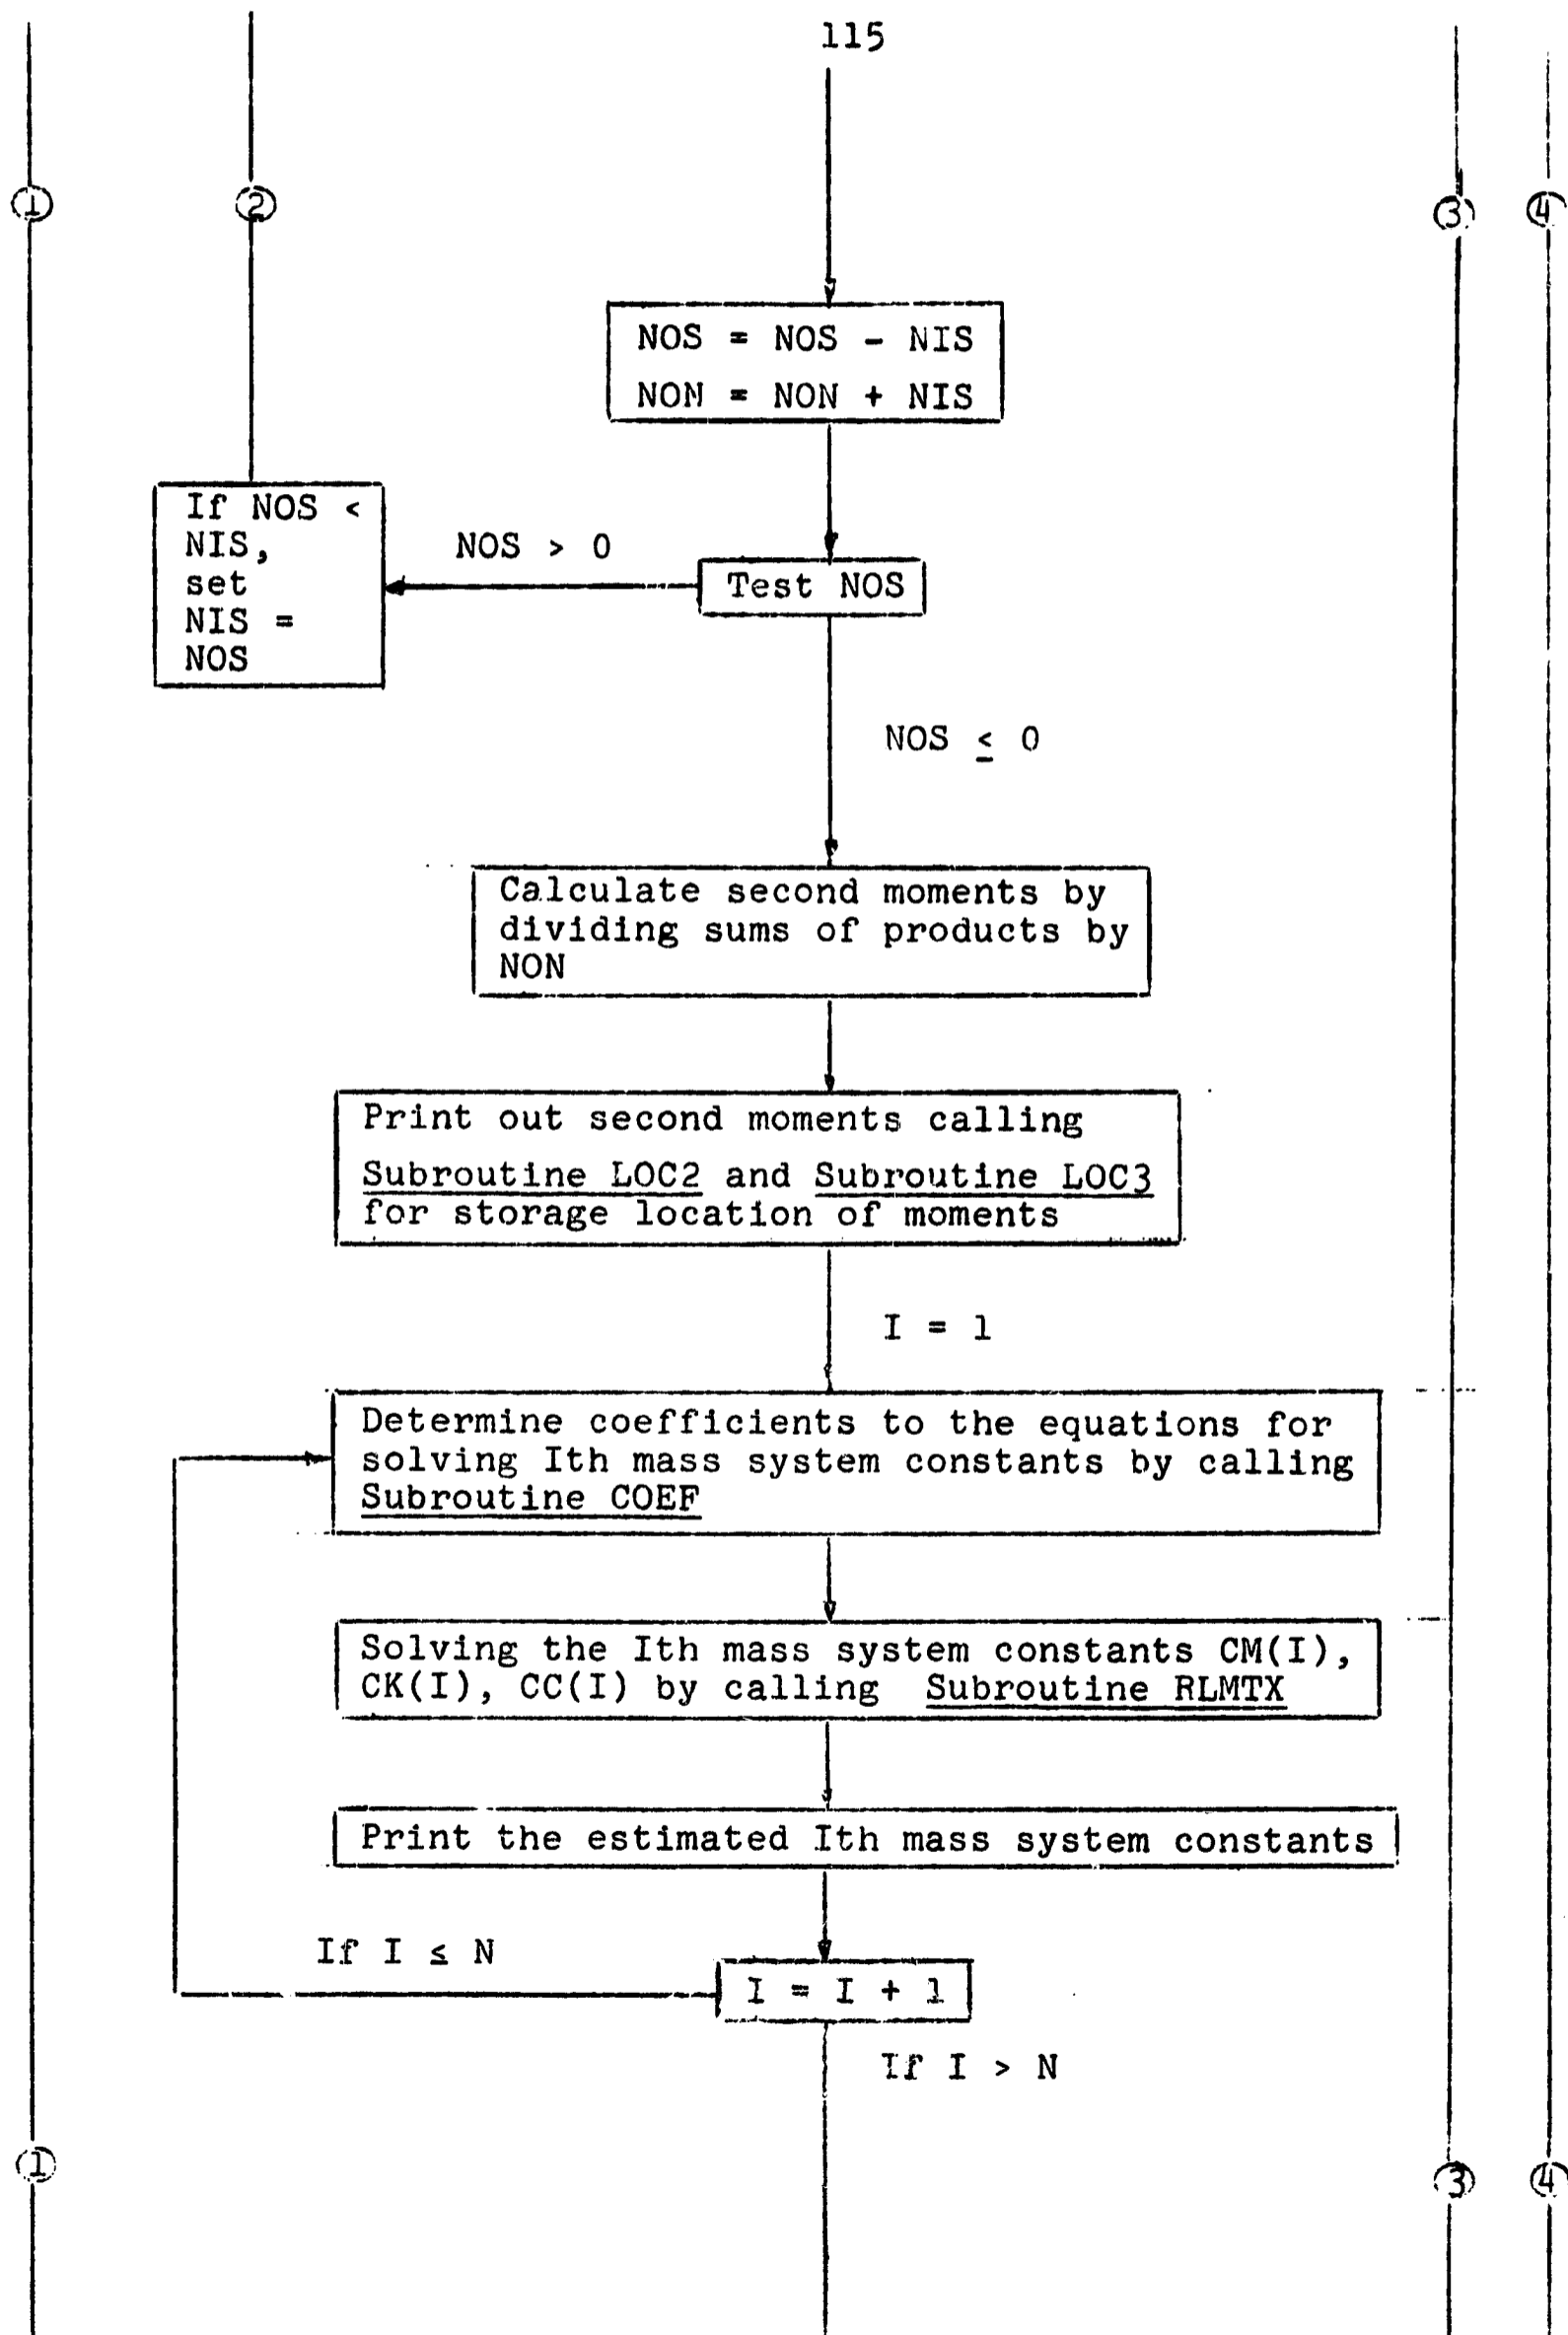 115
① ② ③ ④
NOS = NOS - NIS
NOM = NON + NIS
If NOS <
NIS,
set
NIS =
NOS
NOS > 0
Test NOS
NOS ≤ 0
Calculate second moments by
dividing sums of products by
NON
Print out second moments calling
Subroutine LOC2 and Subroutine LOC3
for storage location of moments
I = 1
Determine coefficients to the equations for
solving Ith mass system constants by calling
Subroutine COEF
Solving the Ith mass system constants CM(I),
CK(I), CC(I) by calling Subroutine RLMTX
Print the estimated Ith mass system constants
If I ≤ N
I = I + 1
If I > N
① ③ ④